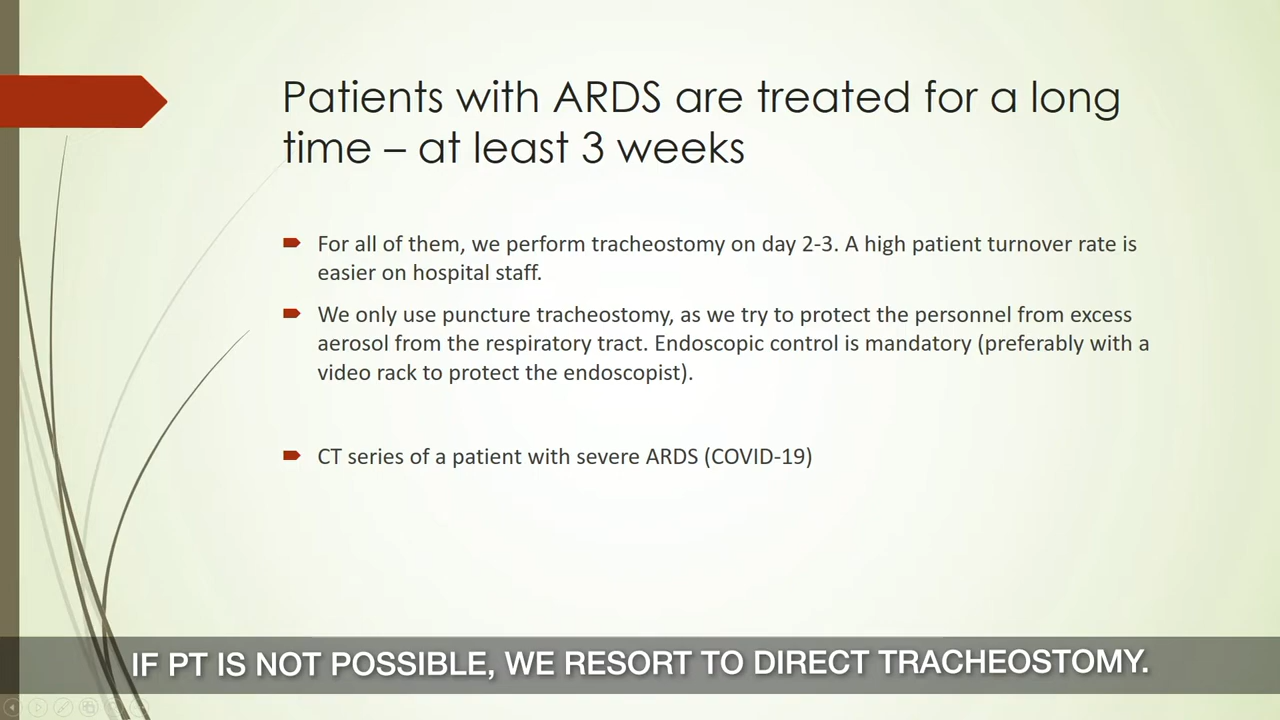 Patients with ARDS are treated for a long
time – at least 3 weeks
For all of them, we perform tracheostomy on day 2-3. A high patient turnover rate is
easier on hospital staff.
We only use puncture tracheostomy, as we try to protect the personnel from excess
aerosol from the respiratory tract. Endoscopic control is mandatory (preferably with a
video rack to protect the endoscopist).
CT series of a patient with severe ARDS (COVID-19)
IF PT IS NOT POSSIBLE, WE RESORT TO DIRECT TRACHEOSTOMY.